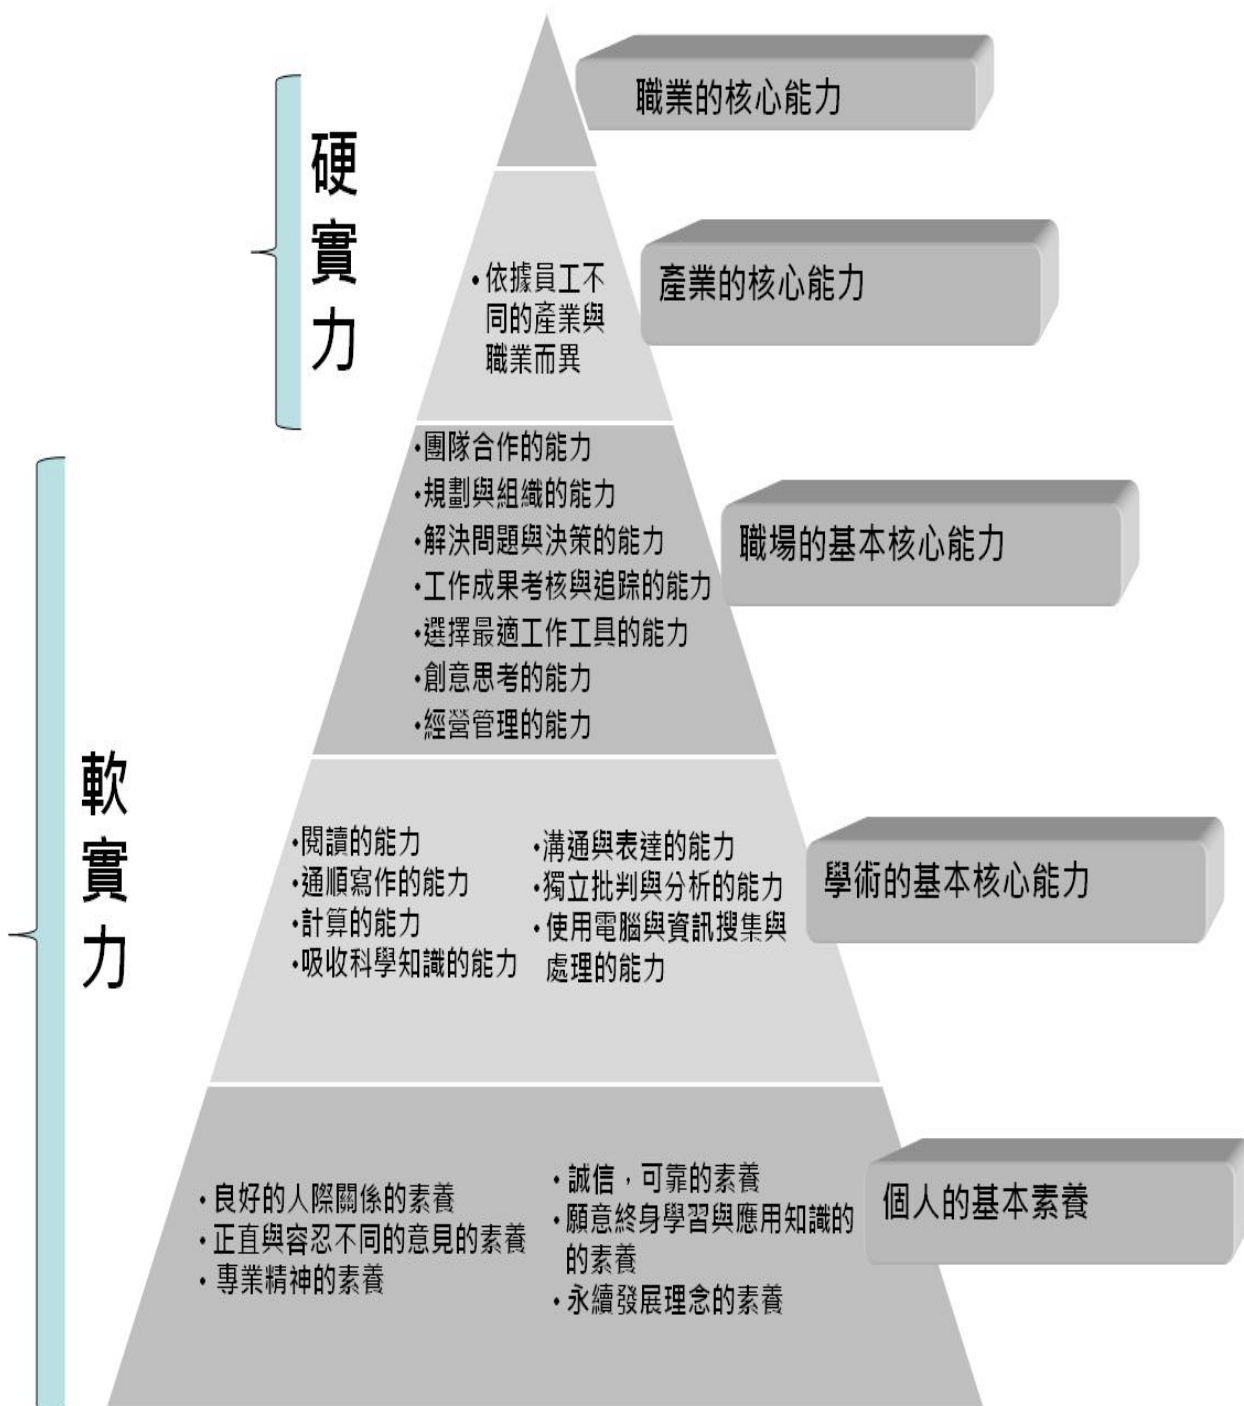 職業的核心能力
硬實力
產業的核心能力
•依據員工不
同的產業與
職業而異
•團隊合作的能力
•規劃與組織的能力
•解決問題與決策的能力
•工作成果考核與追踪的能力
•選擇最適工作工具的能力
•創意思考的能力
•經營管理的能力
職場的基本核心能力
軟實力
•閱讀的能力
•通順寫作的能力
•計算的能力
•吸收科學知識的能力
•溝通與表達的能力
•獨立批判與分析的能力
•使用電腦與資訊搜集與
處理的能力
學術的基本核心能力
•良好的人際關係的素養
•正直與容忍不同的意見的素養
•專業精神的素養
•誠信，可靠的素養
•願意終身學習與應用知識的
的素養
•永續發展理念的素養
個人的基本素養